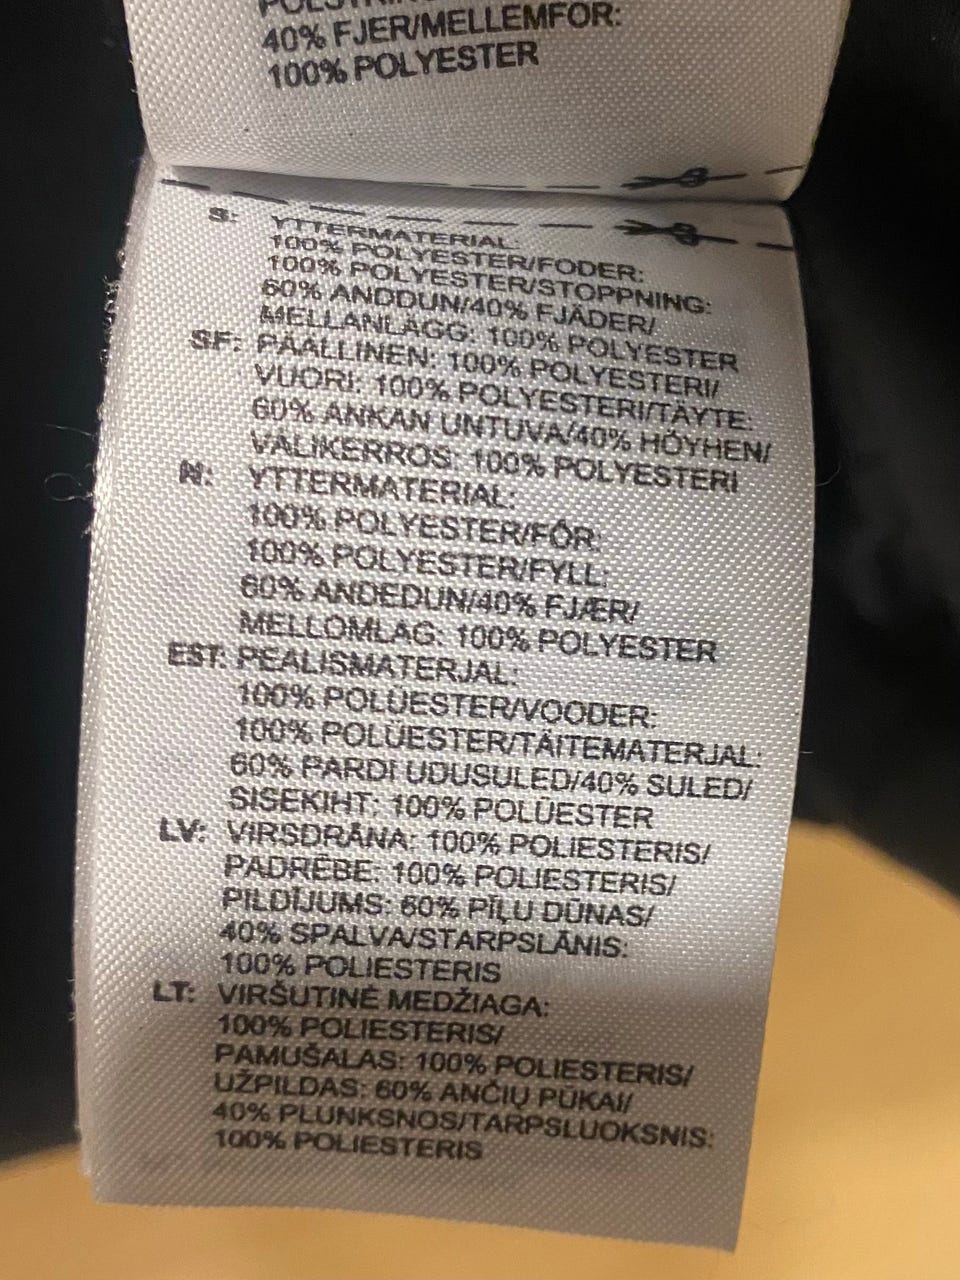 40% FJER/MELLEMFOR:
100% POLYESTER
S: YTTERMATERIAL:
100% POLYESTER/FODER:
100% POLYESTER/STOPPNING:
60% ANDDUN/40% FJÄDER/
MELLANLÄGG: 100% POLYESTER
SF: PÄÄLLINEN: 100% POLYESTERI/
VUORI: 100% POLYESTERI/TÄYTE:
60% ANKAN UNTUVA/40% HÖYHEN/
VÄLIKERROS: 100% POLYESTERI
N: YTTERMATERIAL:
100% POLYESTER/FÔR:
100% POLYESTER/FYLL:
60% ANDEDUN/40% FJÆR/
MELLOMLAG: 100% POLYESTER
EST: PEALISMATERJAL:
100% POLÜESTER/VOODER:
100% POLÜESTER/TÄITEMATERJAL:
60% PARDI UDUSULED/40% SULED/
SISEKIHT: 100% POLÜESTER
LV: VIRSDRĀNA: 100% POLIESTERIS/
PADRĒBE: 100% POLIESTERIS/
PILDĪJUMS: 60% PĪĻU DŪNAS/
40% SPALVA/STARPSLĀNIS:
100% POLIESTERIS
LT: VIRŠUTINĖ MEDŽIAGA:
100% POLIESTERIS/
PAMUŠALAS: 100% POLIESTERIS/
UŽPILDAS: 60% ANČIŲ PŪKAI/
40% PLUNKSNOS/TARPSLUOKSNIS:
100% POLIESTERIS